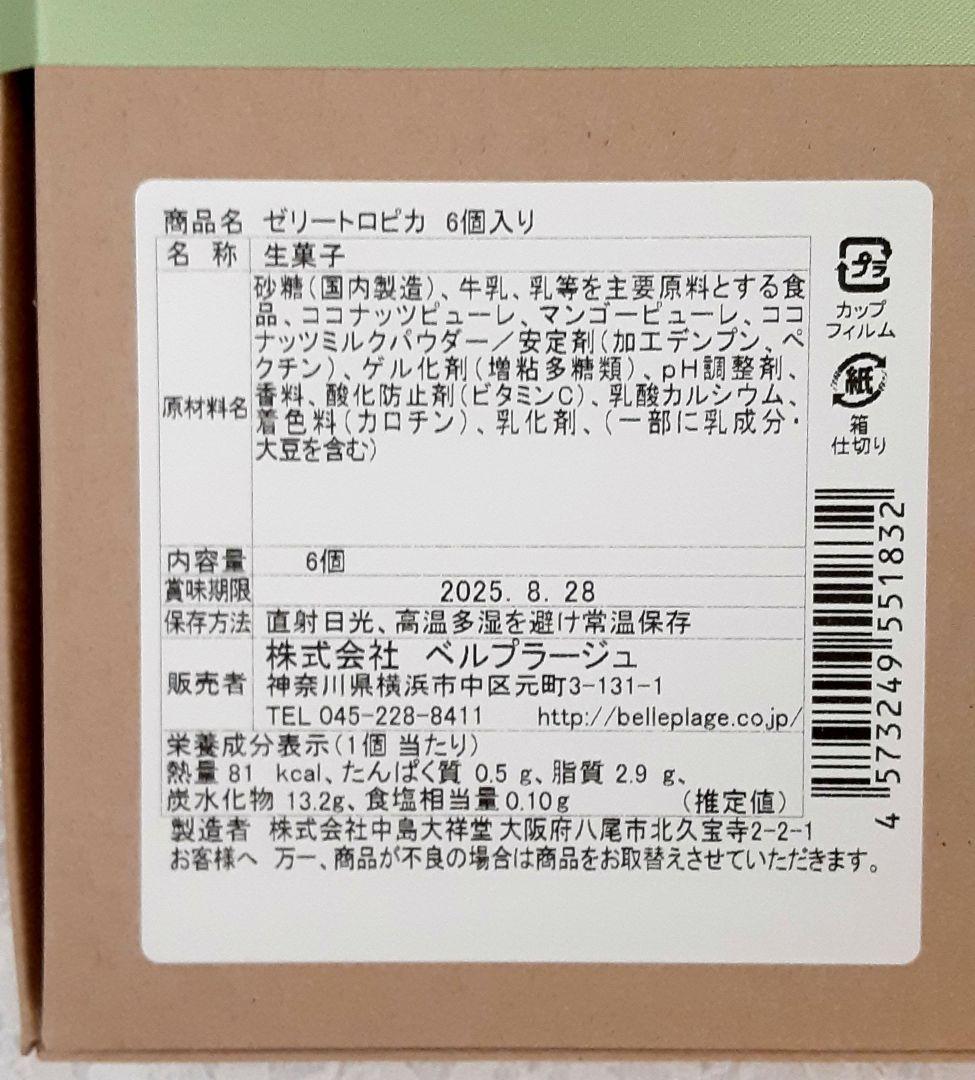 商品名 ゼリートロピカ 6個入り
名 称 生菓子
原材料名
砂糖(国内製造)、牛乳、乳等を主要原料とする食
品、ココナッツピューレ、マンゴーピューレ、ココ
ナッツミルクパウダー/安定剤(加工デンプン、ペ
クチン)、ゲル化剤(増粘多糖類)、pH調整剤、
香料、酸化防止剤(ビタミンC)、乳酸カルシウム、
着色料(カロチン)、乳化剤、(一部に乳成分・
大豆を含む)
内容量 6個
賞味期限 2025. 8. 28
保存方法 直射日光、高温多湿を避け常温保存
販売者
株式会社 ベルプラージュ
神奈川県横浜市中区元町3-131-1
TEL 045-228-8411 http://belleplage.co.jp/
栄養成分表示(1個 当たり)
熱量 81 kcal、たんぱく質 0.5 g、脂質 2.9 g、
炭水化物 13.2g、食塩相当量 0.10g (推定値)
製造者 株式会社中島大祥堂 大阪府八尾市北久宝寺2-2-1
お客様へ 万一、商品が不良の場合は商品をお取替えさせていただきます。
プラ
カップ
フィルム
紙
箱
仕切り
4573249551832